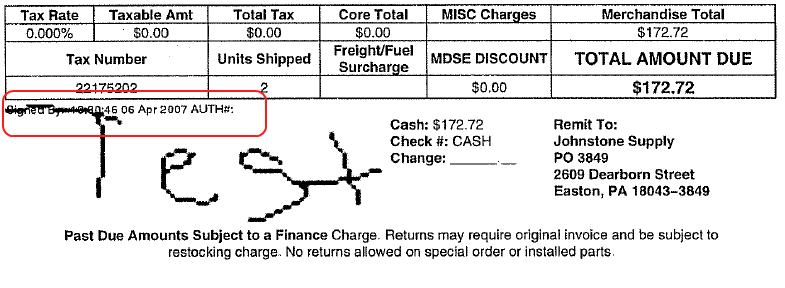 Tax Rate Taxable Amt Total Tax Core Total MISC Charges Merchandise Total
0.000% $0.00 $0.00 $0.00 $172.72
Tax Number Units Shipped Freight/Fuel Surcharge MDSE DISCOUNT TOTAL AMOUNT DUE
22175202 2 $0.00 $172.72
Signed By: :46 06 Apr 2007 AUTH#:
Test
Cash: $172.72
Check #: CASH
Change:
Remit To:
Johnstone Supply
PO 3849
2609 Dearborn Street
Easton, PA 18043-3849
Past Due Amounts Subject to a Finance Charge. Returns may require original invoice and be subject to
restocking charge. No returns allowed on special order or installed parts.